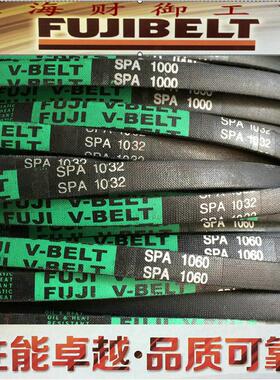 海财御工
FUJIBELT
V-BELT SPA 1000
SPA 1000
SPA 1000
SPA 1032
SPA 1032
SPA 1032
SPA 1032
FUJI V-BELT SPA 1060
V-BELT SPA 1060
FUJI V-BELT SPA 1060
SPA 1060
FUJI V-BELT
OIL & HEAT
RESISTANT
性能卓越·品质可靠